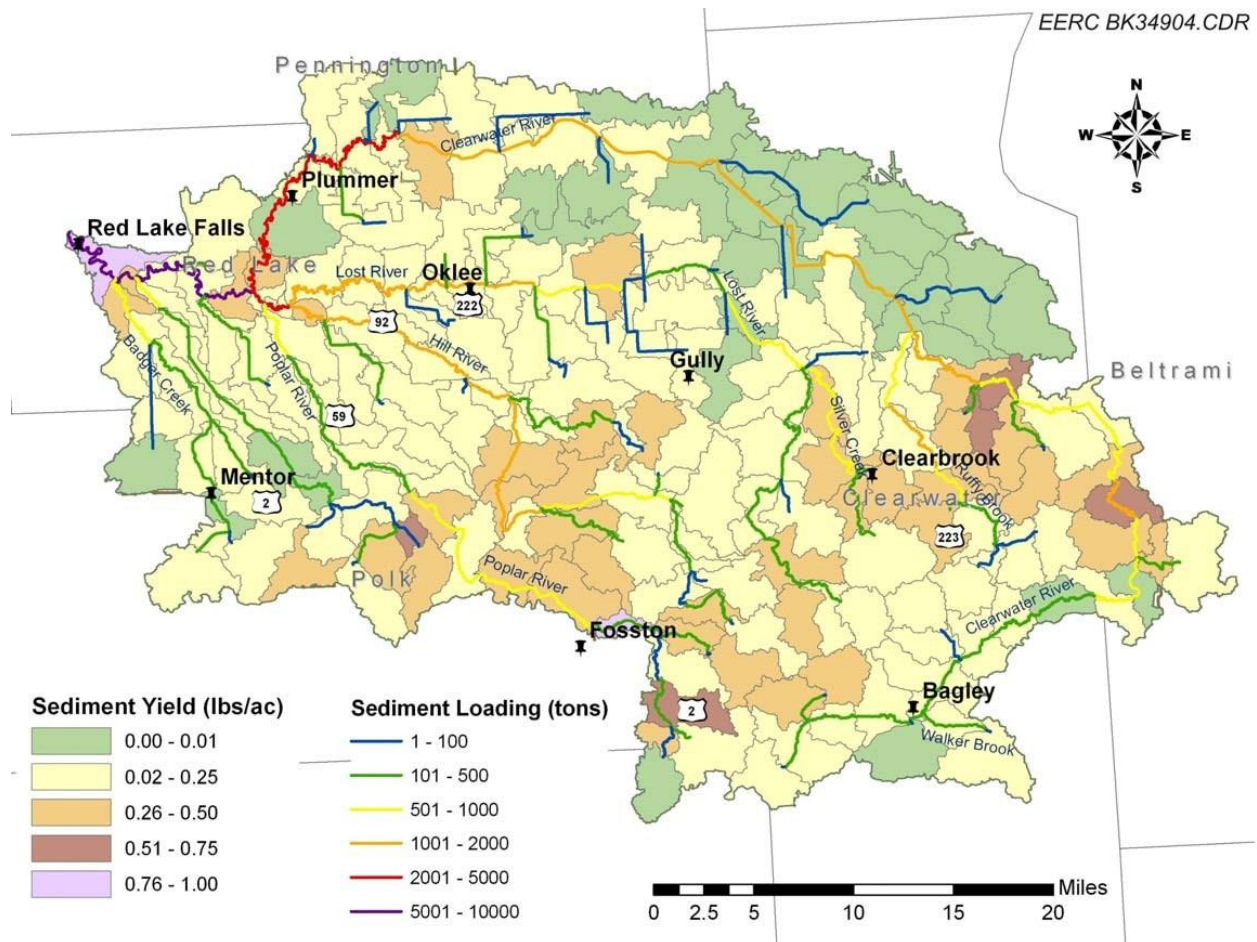 EERC BK34904.CDR
Pennington
N
W E
S
Clearwater River
Plummer
Red Lake Falls
Red Lake
Lost River
Oklee
222
92
Lost River
Hill River
Gully
Beltrami
Badger Creek
Poplar River
59
Silver Creek
Clearbrook
Ruffy Brook
Clearwater
Mentor
2
223
Polk
Poplar River
Clearwater River
Fosston
Bagley
2
Walker Brook
Sediment Yield (lbs/ac)
0.00 - 0.01
0.02 - 0.25
0.26 - 0.50
0.51 - 0.75
0.76 - 1.00
Sediment Loading (tons)
1 - 100
101 - 500
501 - 1000
1001 - 2000
2001 - 5000
5001 - 10000
Miles
0 2.5 5 10 15 20